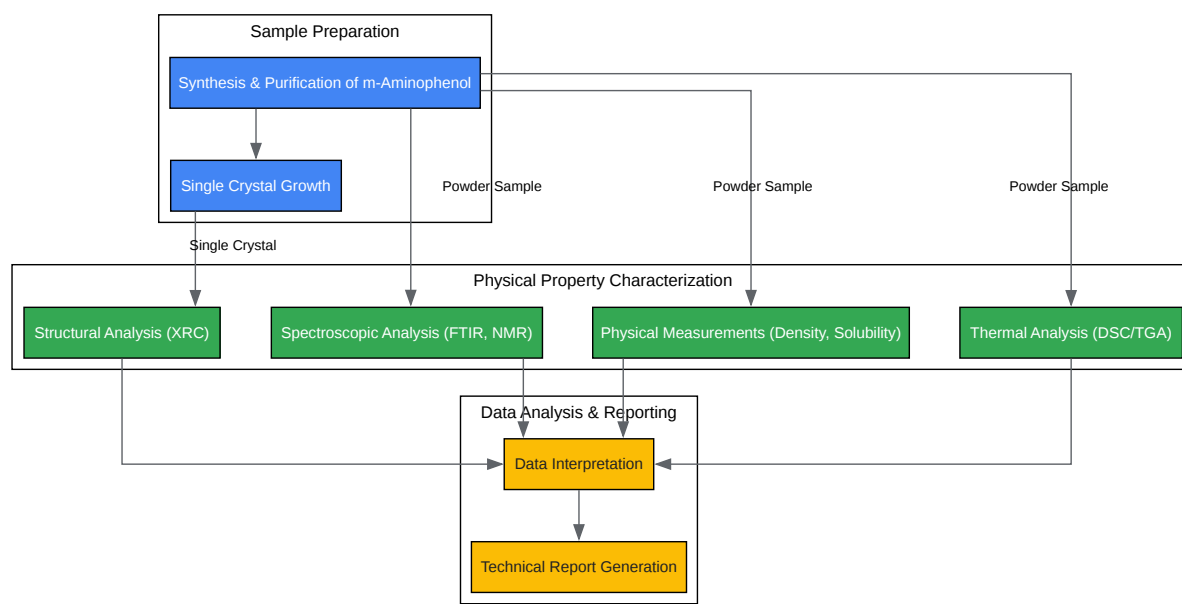 Sample Preparation
Synthesis & Purification of m-Aminophenol
Single Crystal Growth
Powder Sample
Powder Sample
Powder Sample
Single Crystal
Physical Property Characterization
Structural Analysis (XRC)
Spectroscopic Analysis (FTIR, NMR)
Physical Measurements (Density, Solubility)
Thermal Analysis (DSC/TGA)
Data Analysis & Reporting
Data Interpretation
Technical Report Generation